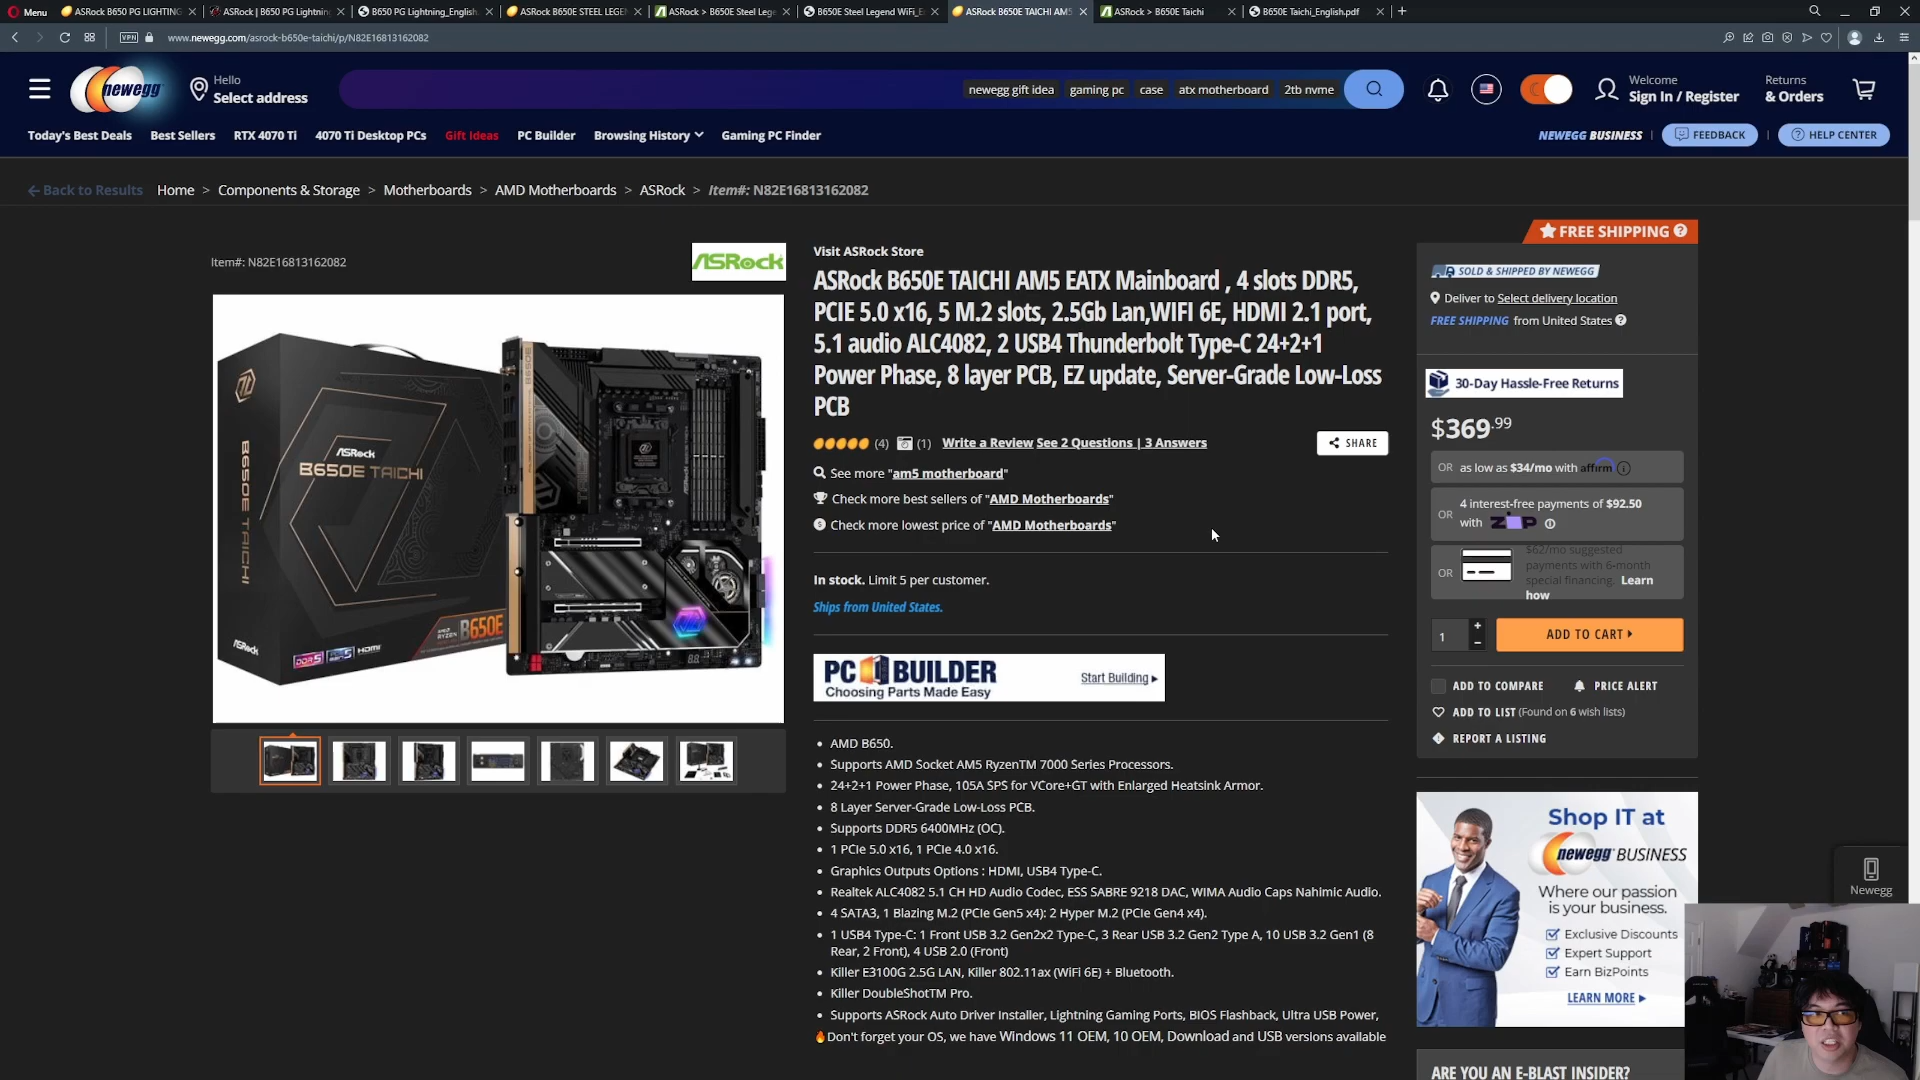 Menu
ASRock B650 PG LIGHTNING
ASRock | B650 PG Lightnin
B650 PG Lightning_English.
ASRock B650E STEEL LEGEN
ASRock > B650E Steel Lege
B650E Steel Legend WiFi_E
ASRock B650E TAICHI AM5
ASRock > B650E Taichi
B650E Taichi_English.pdf
VPN
www.newegg.com/asrock-b650e-taichi/p/N82E16813162082
newegg
Hello
Select address
newegg gift idea
gaming pc
case
atx motherboard
2tb nvme
Welcome
Sign In / Register
Returns
& Orders
Today's Best Deals
Best Sellers
RTX 4070 Ti
4070 Ti Desktop PCs
Gift Ideas
PC Builder
Browsing History
Gaming PC Finder
NEWEGG BUSINESS
FEEDBACK
HELP CENTER
Back to Results
Home > Components & Storage > Motherboards > AMD Motherboards > ASRock > Item#: N82E16813162082
Item#: N82E16813162082
ASRock
ASRock
B650E TAICHI
B650E TAICHI
ASRock
AMD RYZEN B650E
DDR5
HDMI
Visit ASRock Store
ASRock B650E TAICHI AM5 EATX Mainboard , 4 slots DDR5,
PCIE 5.0 x16, 5 M.2 slots, 2.5Gb Lan,WIFI 6E, HDMI 2.1 port,
5.1 audio ALC4082, 2 USB4 Thunderbolt Type-C 24+2+1
Power Phase, 8 layer PCB, EZ update, Server-Grade Low-Loss
PCB
(4) (1) Write a Review See 2 Questions | 3 Answers
SHARE
See more "am5 motherboard"
Check more best sellers of "AMD Motherboards"
Check more lowest price of "AMD Motherboards"
In stock. Limit 5 per customer.
Ships from United States.
PC BUILDER
Choosing Parts Made Easy
Start Building
• AMD B650.
• Supports AMD Socket AM5 RyzenTM 7000 Series Processors.
• 24+2+1 Power Phase, 105A SPS for VCore+GT with Enlarged Heatsink Armor.
• 8 Layer Server-Grade Low-Loss PCB.
• Supports DDR5 6400MHz (OC).
• 1 PCIe 5.0 x16, 1 PCIe 4.0 x16.
• Graphics Outputs Options : HDMI, USB4 Type-C.
• Realtek ALC4082 5.1 CH HD Audio Codec, ESS SABRE 9218 DAC, WIMA Audio Caps Nahimic Audio.
• 4 SATA3, 1 Blazing M.2 (PCIe Gen5 x4): 2 Hyper M.2 (PCIe Gen4 x4).
• 1 USB4 Type-C: 1 Front USB 3.2 Gen2x2 Type-C, 3 Rear USB 3.2 Gen2 Type A, 10 USB 3.2 Gen1 (8
Rear, 2 Front), 4 USB 2.0 (Front)
• Killer E3100G 2.5G LAN, Killer 802.11ax (WiFi 6E) + Bluetooth.
• Killer DoubleShotTM Pro.
• Supports ASRock Auto Driver Installer, Lightning Gaming Ports, BIOS Flashback, Ultra USB Power,
Don't forget your OS, we have Windows 11 OEM, 10 OEM, Download and USB versions available
FREE SHIPPING
SOLD & SHIPPED BY NEWEGG
Deliver to Select delivery location
FREE SHIPPING from United States
30-Day Hassle-Free Returns
$369.99
OR as low as $34/mo with affirm
OR 4 interest-free payments of $92.50
with ZIP
OR $62/mo suggested
payments with 6-month
special financing. Learn
how
1
ADD TO CART
ADD TO COMPARE
PRICE ALERT
ADD TO LIST (Found on 6 wish lists)
REPORT A LISTING
Shop IT at
newegg BUSINESS
Where our passion
is your business.
Exclusive Discounts
Expert Support
Earn BizPoints
LEARN MORE
Newegg
ARE YOU AN E-BLAST INSIDER?